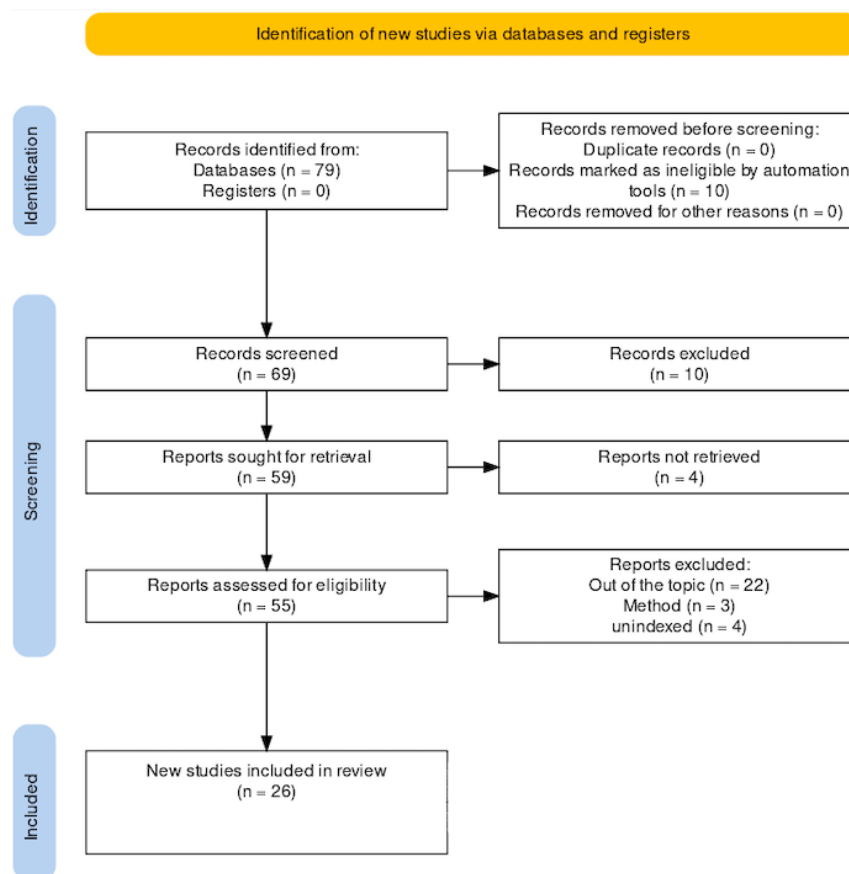 Identification of new studies via databases and registers
Identification
Records identified from:
Databases (n = 79)
Registers (n = 0)
Records removed before screening:
Duplicate records (n = 0)
Records marked as ineligible by automation
tools (n = 10)
Records removed for other reasons (n = 0)
Screening
Records screened
(n = 69)
Records excluded
(n = 10)
Reports sought for retrieval
(n = 59)
Reports not retrieved
(n = 4)
Reports assessed for eligibility
(n = 55)
Reports excluded:
Out of the topic (n = 22)
Method (n = 3)
unindexed (n = 4)
Included
New studies included in review
(n = 26)